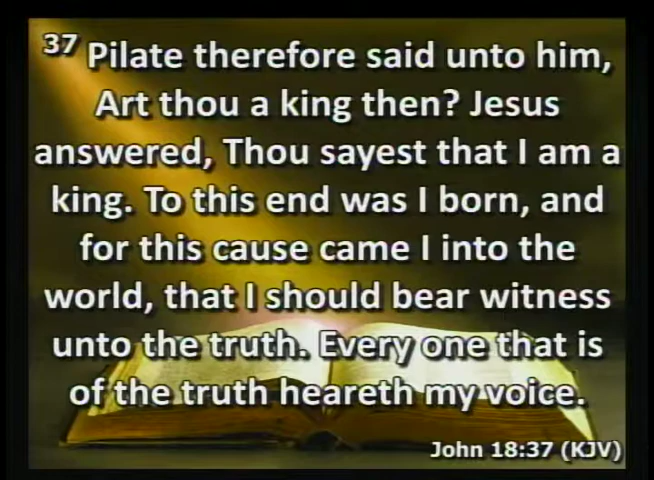 37 Pilate therefore said unto him,
Art thou a king then? Jesus
answered, Thou sayest that I am a
king. To this end was I born, and
for this cause came I into the
world, that I should bear witness
unto the truth. Every one that is
of the truth heareth my voice.
John 18:37 (KJV)